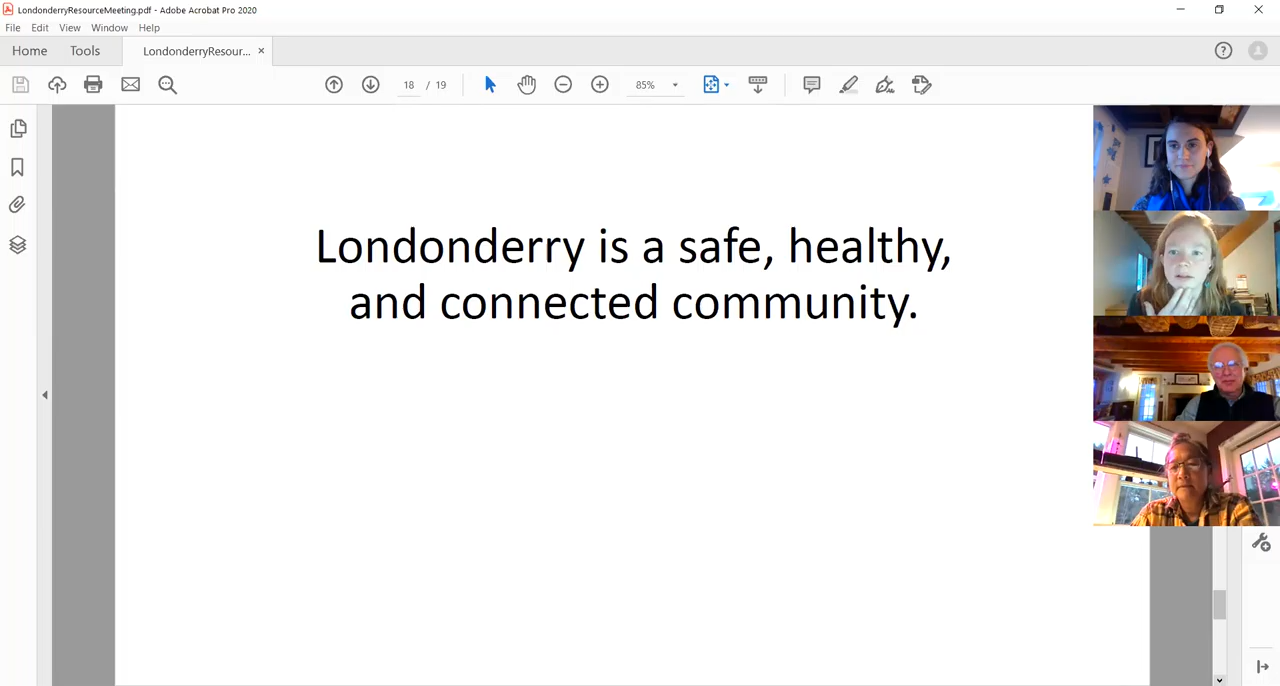 LondonderryResourceMeeting.pdf - Adobe Acrobat Pro 2020
File Edit View Window Help
Home Tools LondonderryResour... ×
18 / 19 85%
Londonderry is a safe, healthy,
and connected community.